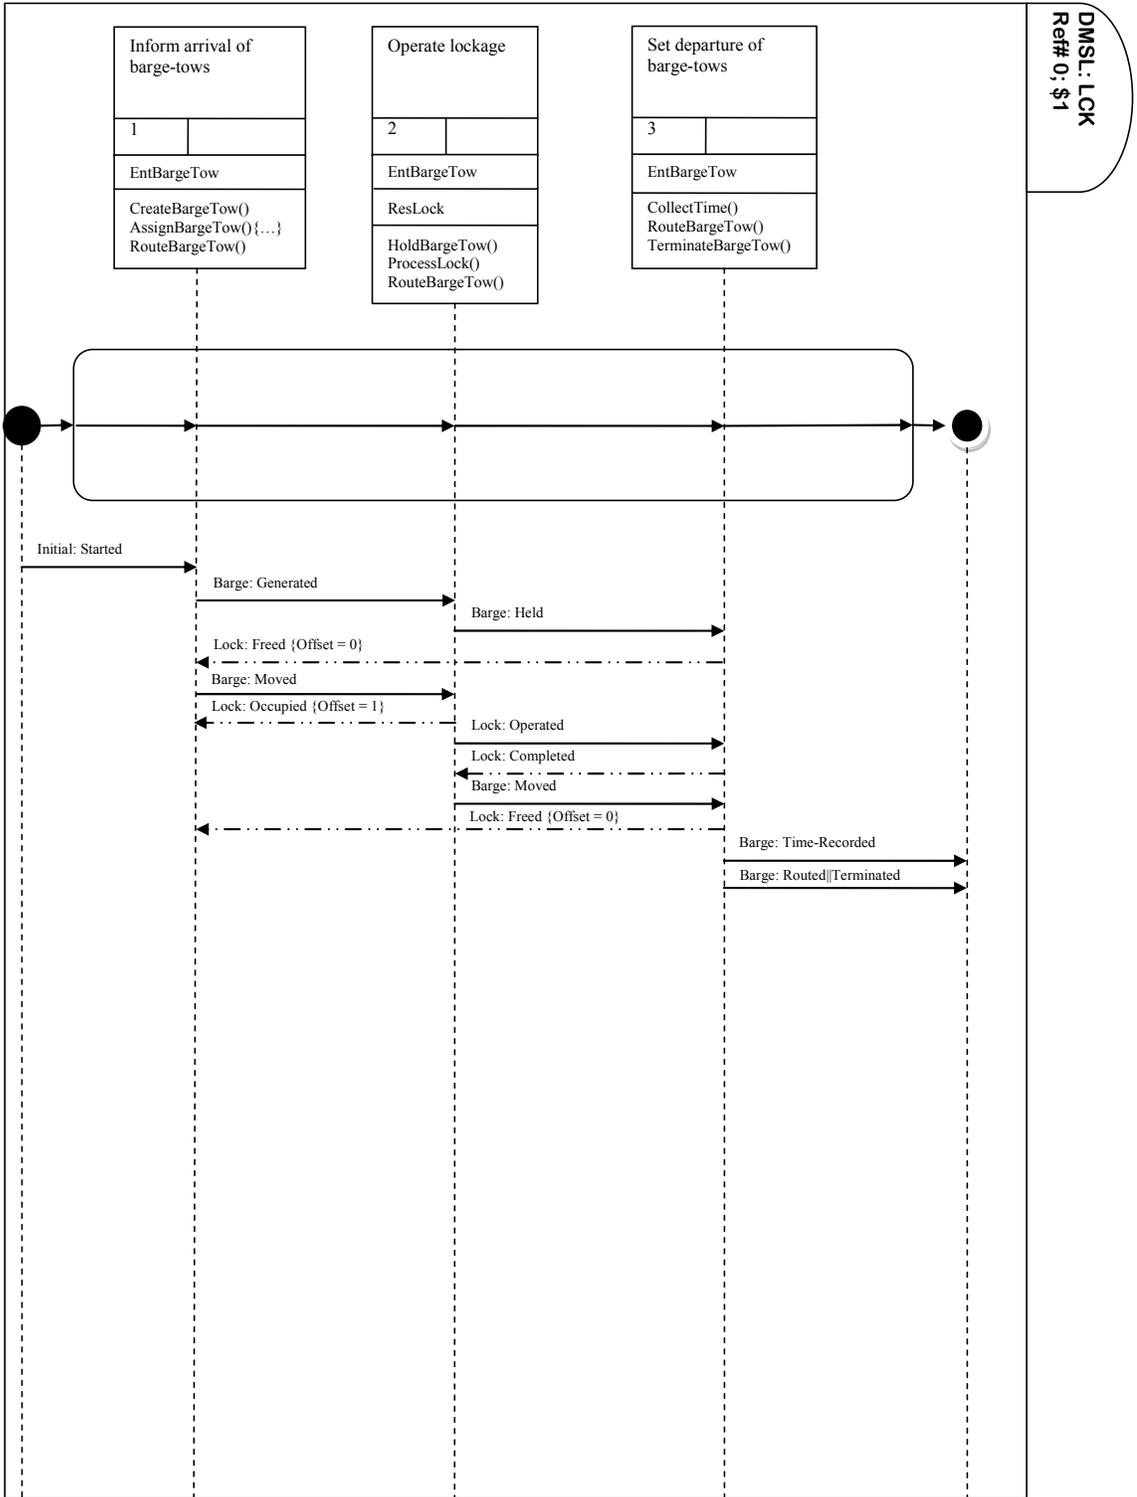 DMSL: LCK
Ref# 0; $1
Inform arrival of
barge-tows
1
EntBargeTow
CreateBargeTow()
AssignBargeTow(){…}
RouteBargeTow()
Operate lockage
2
EntBargeTow
ResLock
HoldBargeTow()
ProcessLock()
RouteBargeTow()
Set departure of
barge-tows
3
EntBargeTow
CollectTime()
RouteBargeTow()
TerminateBargeTow()
Initial: Started
Barge: Generated
Barge: Held
Lock: Freed {Offset = 0}
Barge: Moved
Lock: Occupied {Offset = 1}
Lock: Operated
Lock: Completed
Barge: Moved
Lock: Freed {Offset = 0}
Barge: Time-Recorded
Barge: Routed||Terminated